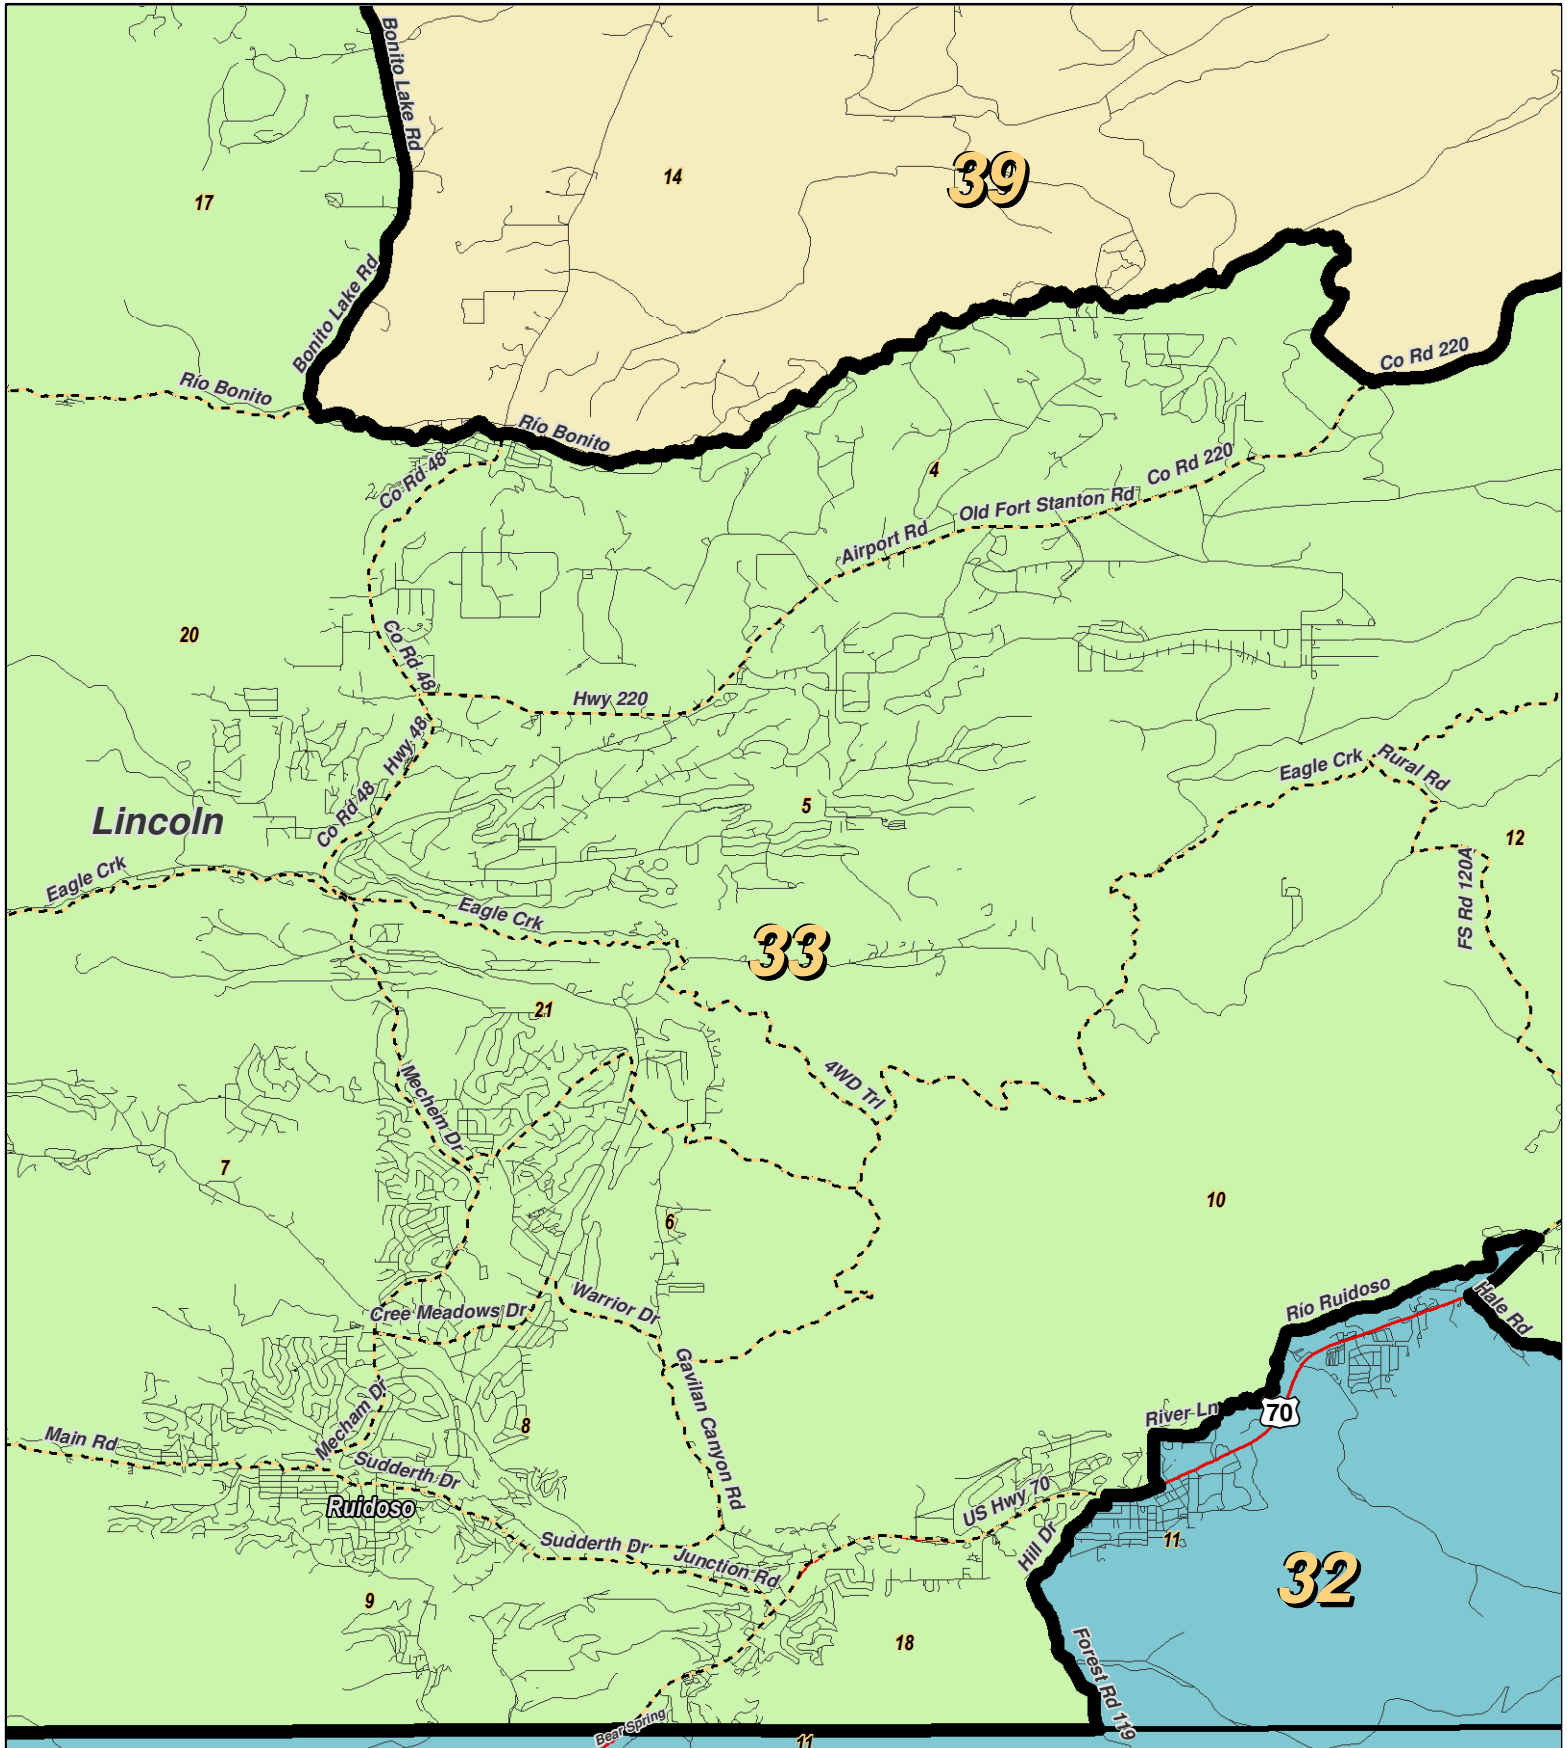 Bonito Lake Rd
39
14
17
Bonito Lake Rd
Co Rd 220
Río Bonito
Río Bonito
Co Rd 48
4
Co Rd 220
Old Fort Stanton Rd
Airport Rd
20
Co Rd 48
Hwy 220
Hwy 48
Eagle Crk
Rural Rd
Co Rd 48
5
Lincoln
12
Eagle Crk
FS Rd 120A
Eagle Crk
33
21
4WD Trl
Mechem Dr
7
10
6
Río Ruidoso
Hale Rd
Warrior Dr
Cree Meadows Dr
Gavilan Canyon Rd
Mecham Dr
River Ln
70
8
Main Rd
Sudderth Dr
US Hwy 70
Ruidoso
Hill Dr
11
Sudderth Dr
Junction Rd
32
9
18
Forest Rd 119
Bear Spring
11